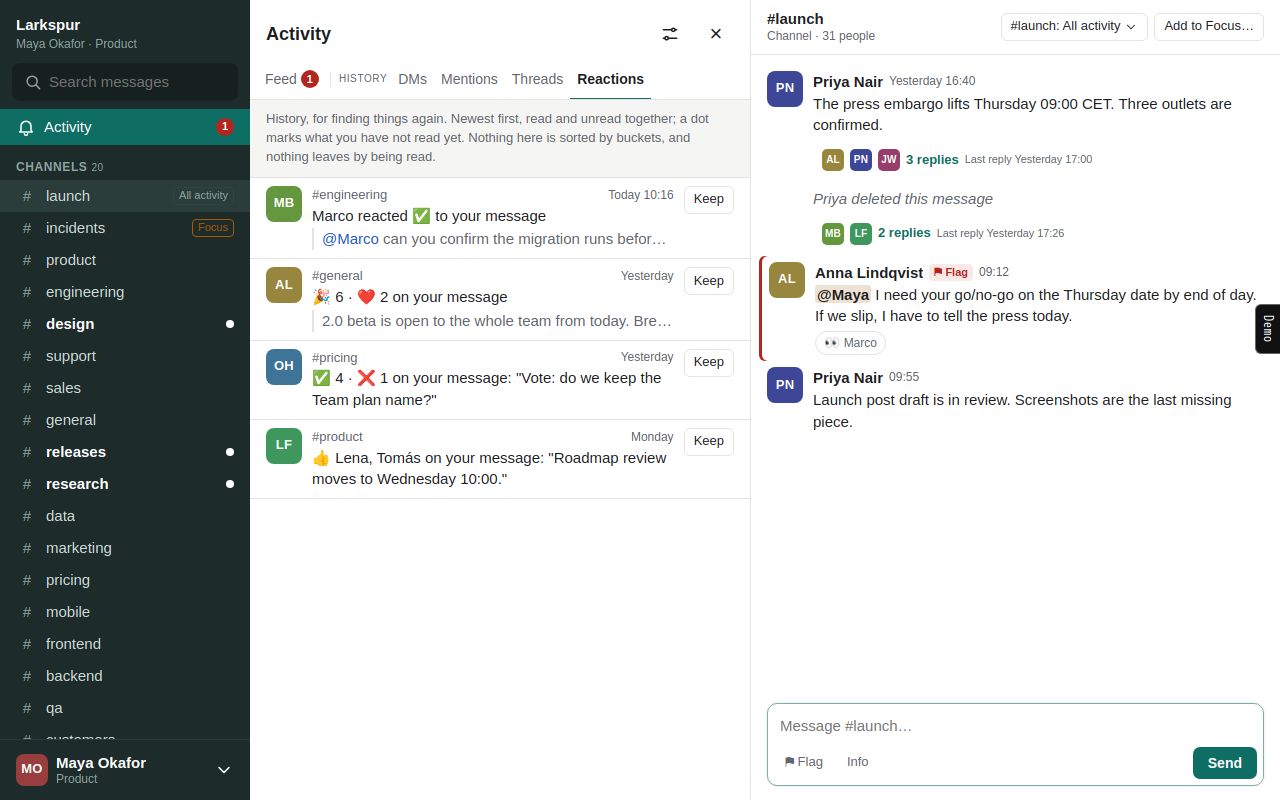 Larkspur
Maya Okafor · Product
Search messages
Activity 1
CHANNELS 20
# launch All activity
# incidents Focus
# product
# engineering
# design
# support
# sales
# general
# releases
# research
# data
# marketing
# pricing
# mobile
# frontend
# backend
# qa
# customers
MO Maya Okafor
Product
Activity
Feed 1 HISTORY DMs Mentions Threads Reactions
History, for finding things again. Newest first, read and unread together; a dot
marks what you have not read yet. Nothing here is sorted by buckets, and
nothing leaves by being read.
MB #engineering Today 10:16 Keep
Marco reacted ✅ to your message
@Marco can you confirm the migration runs befor…
AL #general Yesterday Keep
🎉 6 · ❤️ 2 on your message
2.0 beta is open to the whole team from today. Bre…
OH #pricing Yesterday Keep
✅ 4 · ❌ 1 on your message: "Vote: do we keep the
Team plan name?"
LF #product Monday Keep
👍 Lena, Tomás on your message: "Roadmap review
moves to Wednesday 10:00."
#launch
Channel · 31 people
#launch: All activity
Add to Focus…
PN Priya Nair Yesterday 16:40
The press embargo lifts Thursday 09:00 CET. Three outlets are
confirmed.
AL PN JW 3 replies Last reply Yesterday 17:00
Priya deleted this message
MB LF 2 replies Last reply Yesterday 17:26
AL Anna Lindqvist Flag 09:12
@Maya I need your go/no-go on the Thursday date by end of day.
If we slip, I have to tell the press today.
👀 Marco
PN Priya Nair 09:55
Launch post draft is in review. Screenshots are the last missing
piece.
Demo
Message #launch…
Flag Info Send